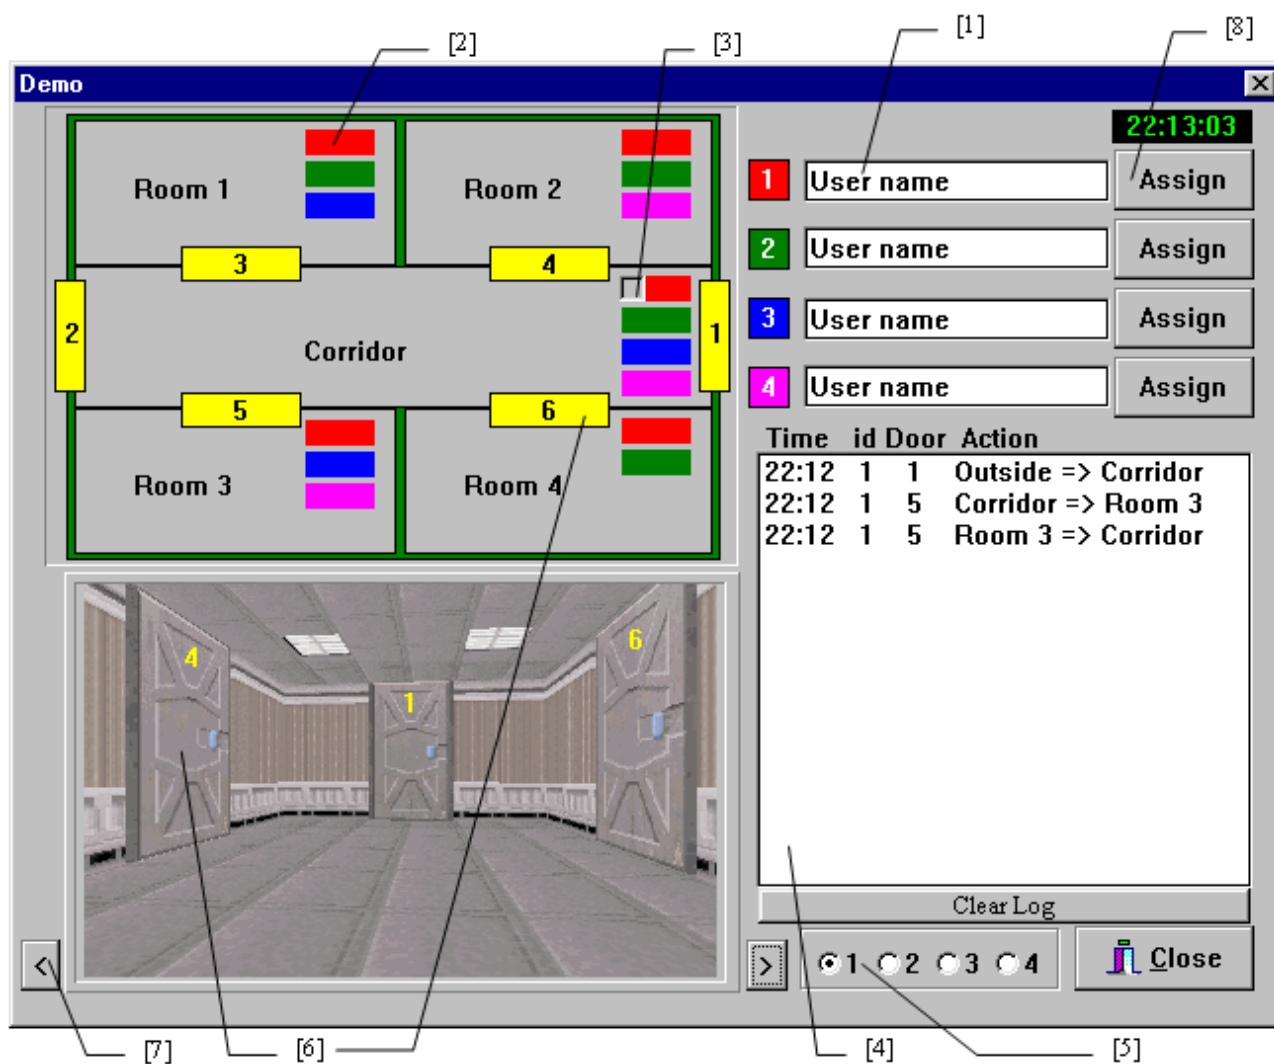 [2] [3] [1] [8]
Demo
22:13:03
Room 1 Room 2
1 User name Assign
3 4
2 User name Assign
2 Corridor 1
3 User name Assign
5 6
4 User name Assign
Room 3 Room 4
Time id Door Action
22:12 1 1 Outside => Corridor
22:12 1 5 Corridor => Room 3
22:12 1 5 Room 3 => Corridor
4 1 6
Clear Log
< > 1 2 3 4 Close
[7] [6] [4] [5]